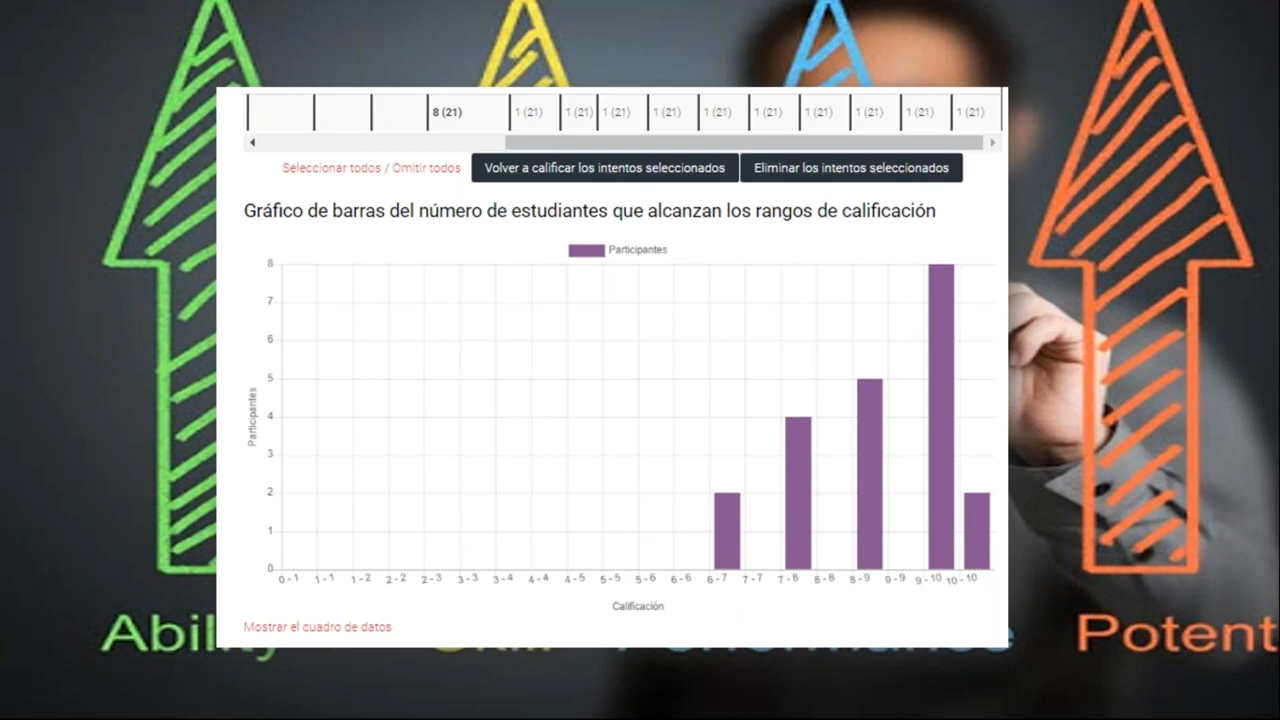 8 (21) 1 (21) 1 (21) 1 (21) 1 (21) 1 (21) 1 (21) 1 (21) 1 (21) 1 (21) 1 (21)
Seleccionar todos / Omitir todos Volver a calificar los intentos seleccionados Eliminar los intentos seleccionados
Gráfico de barras del número de estudiantes que alcanzan los rangos de calificación
Participantes
8
7
6
5
4
3
2
1
0
Participantes
0 - 1 1 - 1 1 - 2 2 - 2 2 - 3 3 - 3 3 - 4 4 - 4 4 - 5 5 - 5 5 - 6 6 - 6 6 - 7 7 - 7 7 - 8 8 - 8 8 - 9 9 - 9 9 - 10 10 - 10
Calificación
Mostrar el cuadro de datos
Abil y Potent